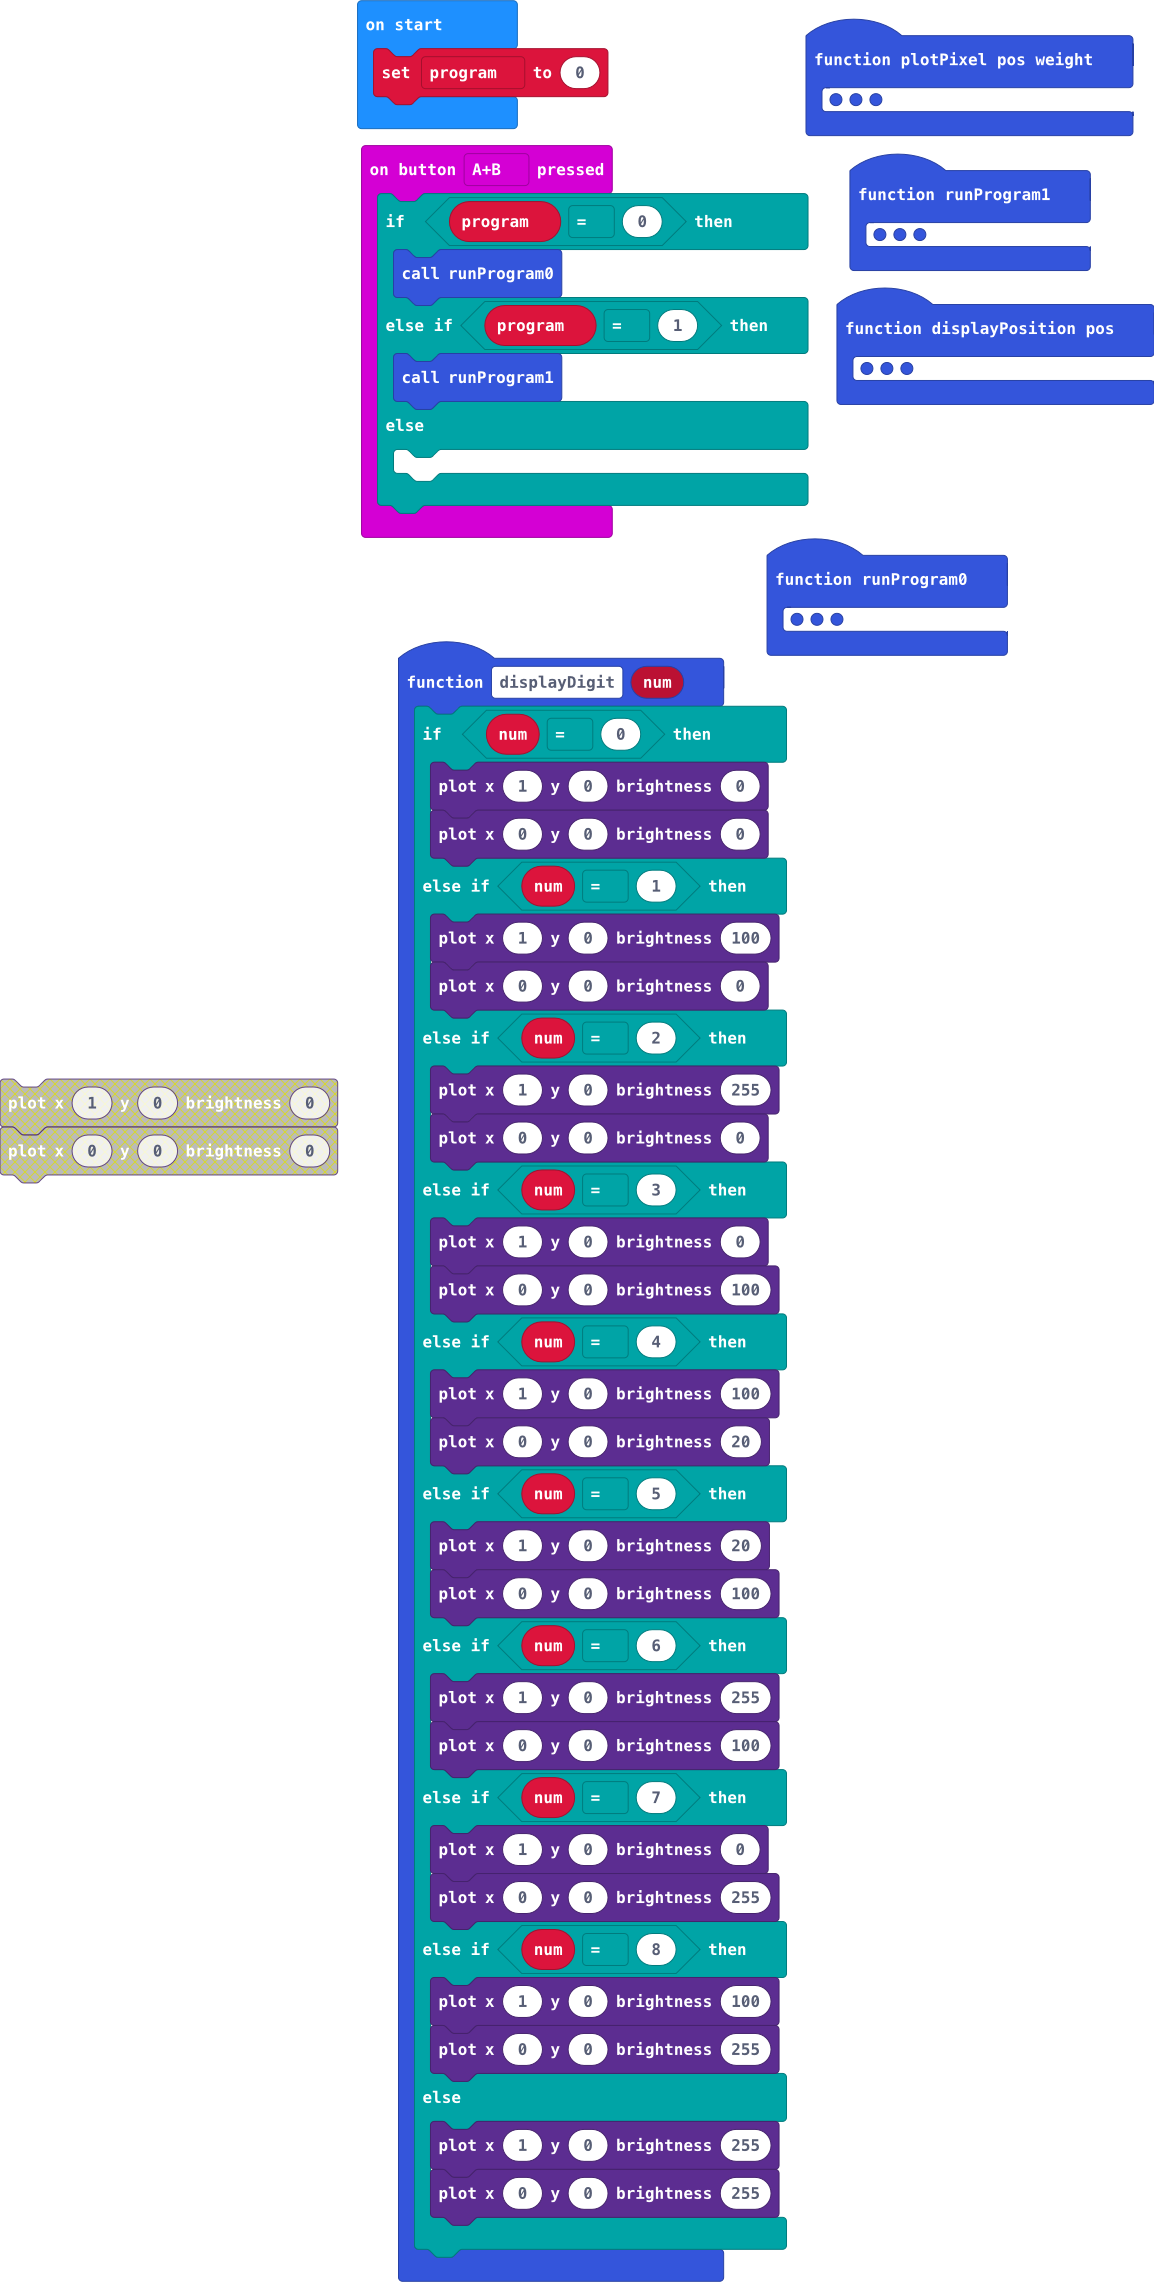 on start
set program to 0
function plotPixel pos weight
on button A+B pressed
if program = 0 then
call runProgram0
else if program = 1 then
call runProgram1
else
function runProgram1
function displayPosition pos
function runProgram0
function displayDigit num
if num = 0 then
plot x 1 y 0 brightness 0
plot x 0 y 0 brightness 0
else if num = 1 then
plot x 1 y 0 brightness 100
plot x 0 y 0 brightness 0
else if num = 2 then
plot x 1 y 0 brightness 255
plot x 0 y 0 brightness 0
else if num = 3 then
plot x 1 y 0 brightness 0
plot x 0 y 0 brightness 100
else if num = 4 then
plot x 1 y 0 brightness 100
plot x 0 y 0 brightness 20
else if num = 5 then
plot x 1 y 0 brightness 20
plot x 0 y 0 brightness 100
else if num = 6 then
plot x 1 y 0 brightness 255
plot x 0 y 0 brightness 100
else if num = 7 then
plot x 1 y 0 brightness 0
plot x 0 y 0 brightness 255
else if num = 8 then
plot x 1 y 0 brightness 100
plot x 0 y 0 brightness 255
else
plot x 1 y 0 brightness 255
plot x 0 y 0 brightness 255
plot x 1 y 0 brightness 0
plot x 0 y 0 brightness 0